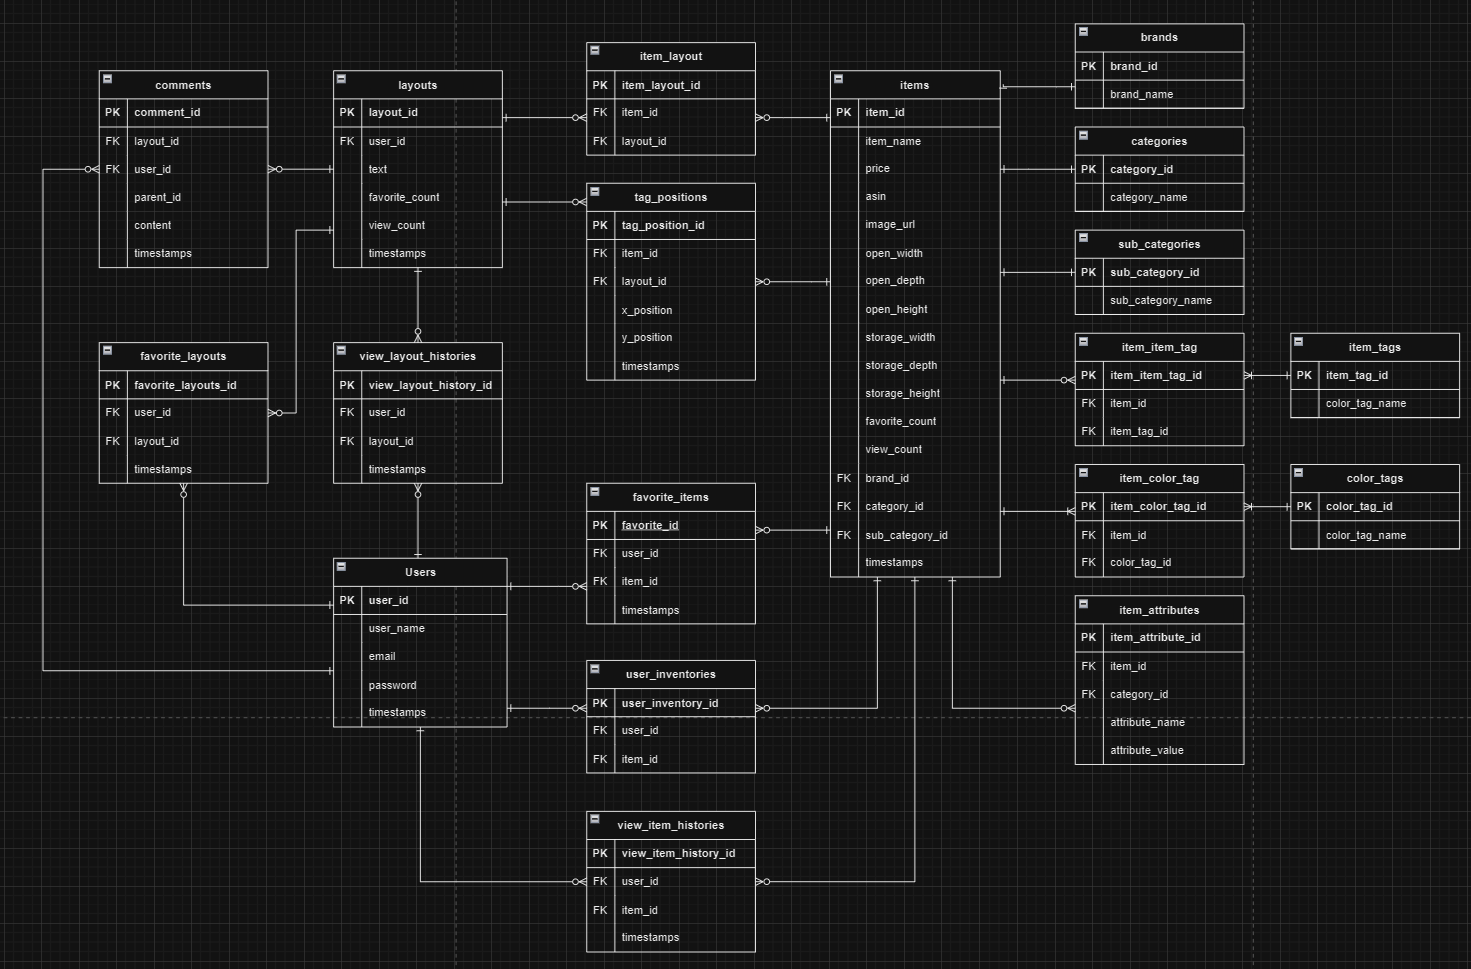 comments
PK comment_id
FK layout_id
FK user_id
parent_id
content
timestamps
layouts
PK layout_id
FK user_id
text
favorite_count
view_count
timestamps
item_layout
PK item_layout_id
FK item_id
FK layout_id
tag_positions
PK tag_position_id
FK item_id
FK layout_id
x_position
y_position
timestamps
items
PK item_id
item_name
price
asin
image_url
open_width
open_depth
open_height
storage_width
storage_depth
storage_height
favorite_count
view_count
FK brand_id
FK category_id
FK sub_category_id
timestamps
brands
PK brand_id
brand_name
categories
PK category_id
category_name
sub_categories
PK sub_category_id
sub_category_name
item_item_tag
PK item_item_tag_id
FK item_id
FK item_tag_id
item_tags
PK item_tag_id
color_tag_name
item_color_tag
PK item_color_tag_id
FK item_id
FK color_tag_id
color_tags
PK color_tag_id
color_tag_name
item_attributes
PK item_attribute_id
FK item_id
FK category_id
attribute_name
attribute_value
favorite_layouts
PK favorite_layouts_id
FK user_id
FK layout_id
timestamps
view_layout_histories
PK view_layout_history_id
FK user_id
FK layout_id
timestamps
Users
PK user_id
user_name
email
password
timestamps
favorite_items
PK favorite_id
FK user_id
FK item_id
timestamps
user_inventories
PK user_inventory_id
FK user_id
FK item_id
view_item_histories
PK view_item_history_id
FK user_id
FK item_id
timestamps